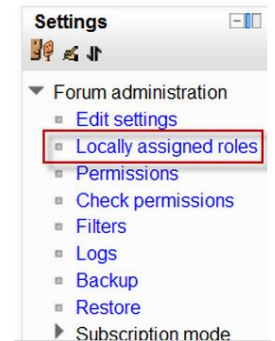 Settings
Forum administration
Edit settings
Locally assigned roles
Permissions
Check permissions
Filters
Logs
Backup
Restore
Subscription mode